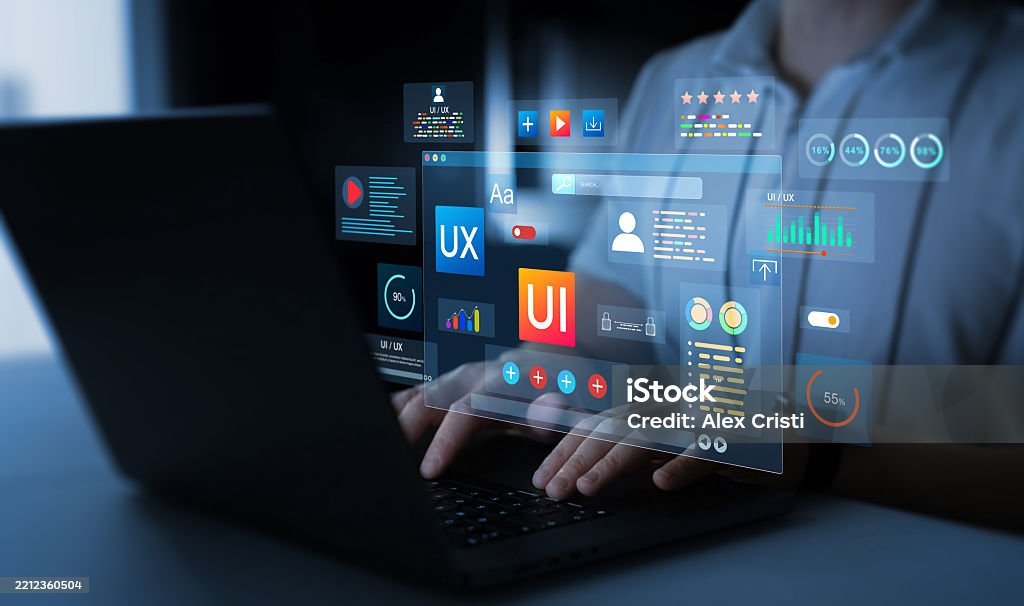 UI / UX
16%
44%
76%
98%
Aa
SEARCH...
UI / UX
UX
90%
UI
UI / UX
55%
iStock
Credit: Alex Cristi
2212360504